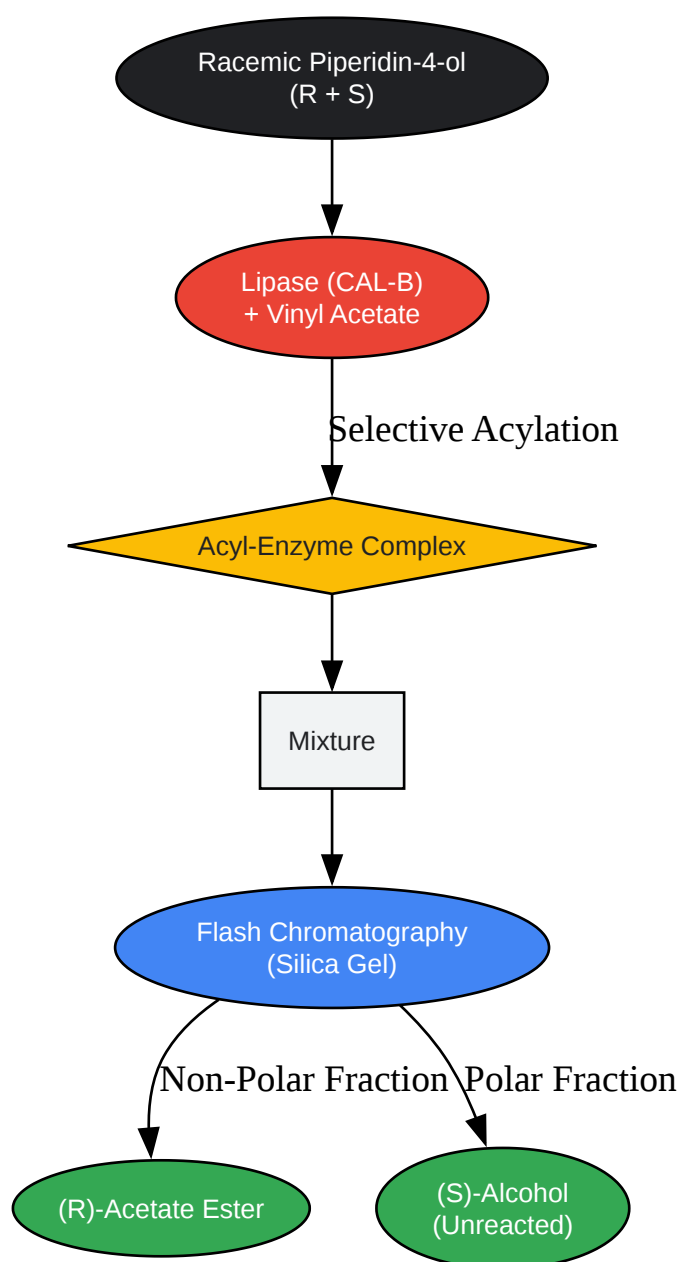 Racemic Piperidin-4-ol
(R + S)
Lipase (CAL-B)
+ Vinyl Acetate
Selective Acylation
Acyl-Enzyme Complex
Mixture
Flash Chromatography
(Silica Gel)
Non-Polar Fraction
Polar Fraction
(R)-Acetate Ester
(S)-Alcohol
(Unreacted)